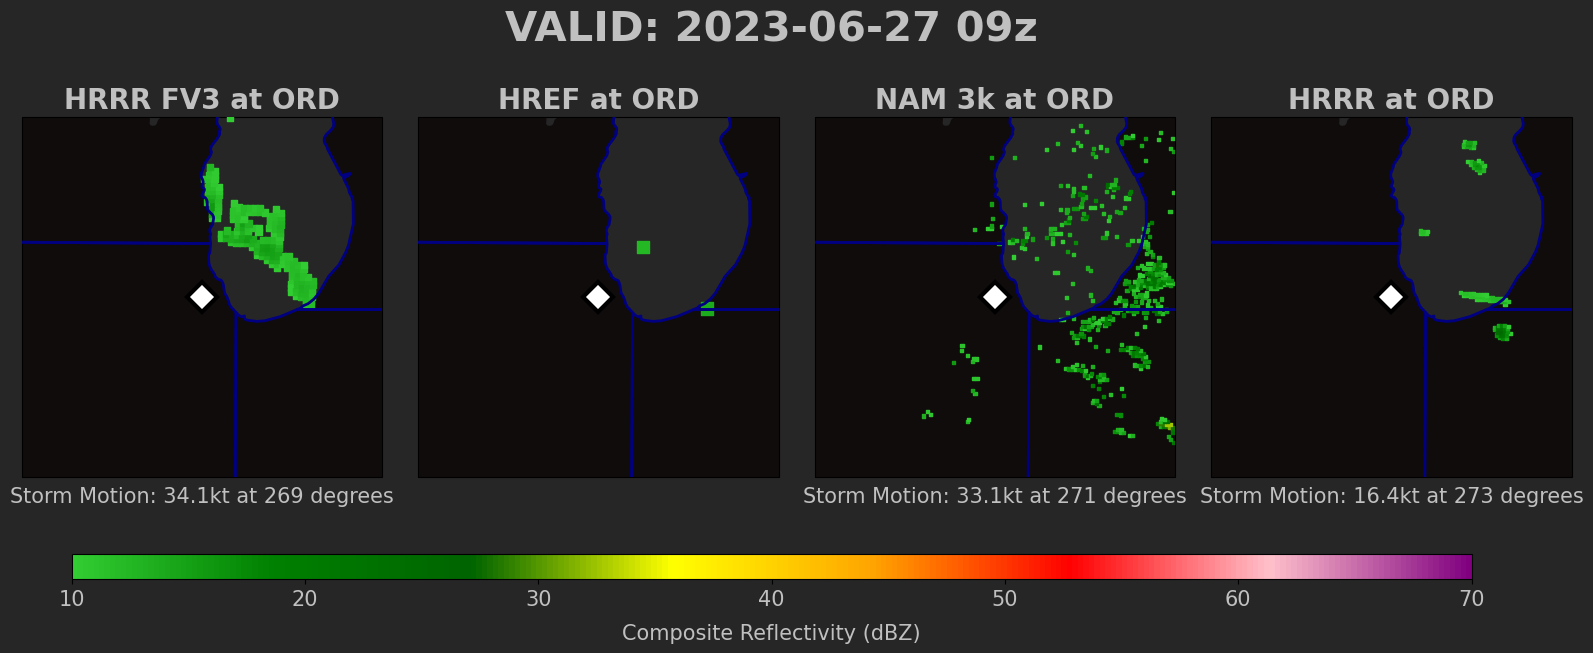 VALID: 2023-06-27 09z
HRRR FV3 at ORD
HREF at ORD
NAM 3k at ORD
HRRR at ORD
Storm Motion: 34.1kt at 269 degrees
Storm Motion: 33.1kt at 271 degrees
Storm Motion: 16.4kt at 273 degrees
10 20 30 40 50 60 70
Composite Reflectivity (dBZ)